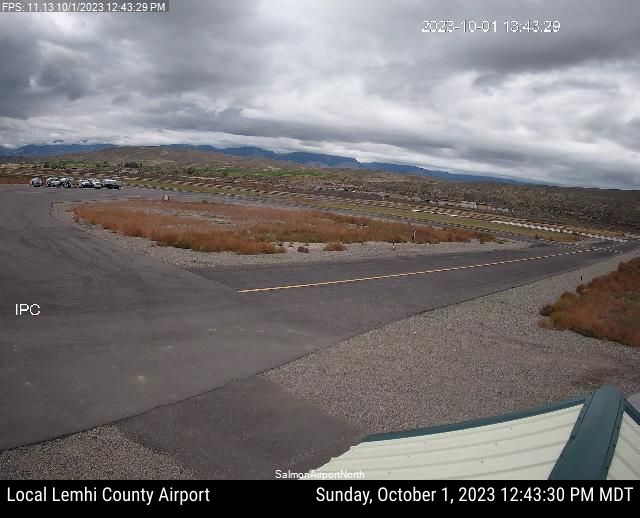 FPS: 11.13 10/1/2023 12:43:29 PM
2023-10-01 13:43:29
IPC
SalmonAirportNorth
Local Lemhi County Airport
Sunday, October 1, 2023 12:43:30 PM MDT